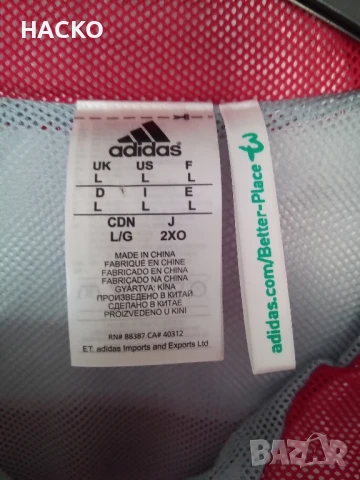 HACKO
adidas
UK US F
L L L
D I E
L L L
CDN J
L/G 2XO
MADE IN CHINA
FABRIQUE EN CHINE
FABRICADO EN CHINA
FABRICADO NA CHINA
GYÁRTVA: KÍNA
ПРОИЗВЕДЕНО В КИТАЙ
СДЕЛАНО В КИТАЕ
PROIZVEDENO U KINI
RN# 88387 CA# 40312
ET: adidas Imports and Exports Ltd
adidas.com/Better-Place
BAZAR